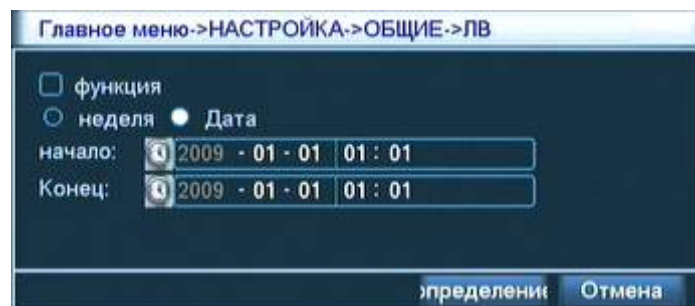 Главное меню->НАСТРОЙКА->ОБЩИЕ->ЛВ
функция
неделя Дата
начало: 2009 - 01 - 01 01 : 01
Конец: 2009 - 01 - 01 01 : 01
определение Отмена